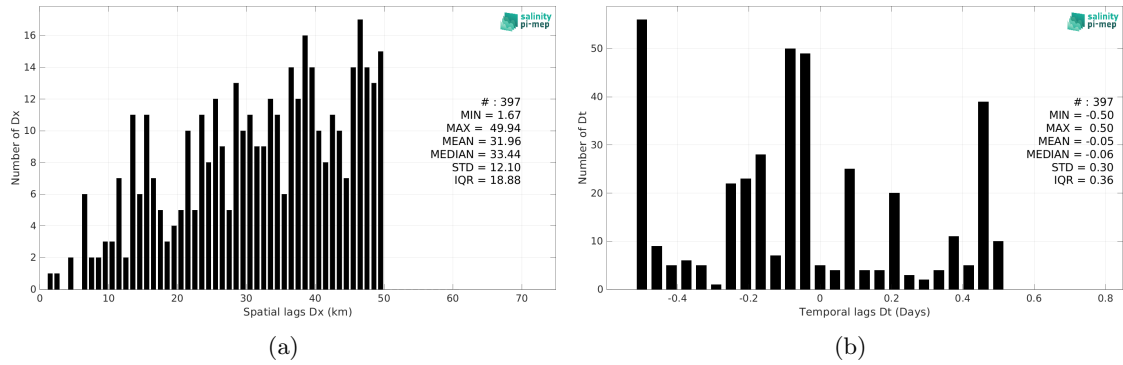 salinity
pi-mep
16
14
12
10
8
6
4
2
0
Number of Dx
# : 397
MIN = 1.67
MAX = 49.94
MEAN = 31.96
MEDIAN = 33.44
STD = 12.10
IQR = 18.88
0 10 20 30 40 50 60 70
Spatial lags Dx (km)
(a)
salinity
pi-mep
50
40
30
20
10
0
Number of Dt
# : 397
MIN = -0.50
MAX = 0.50
MEAN = -0.05
MEDIAN = -0.06
STD = 0.30
IQR = 0.36
-0.4 -0.2 0 0.2 0.4 0.6 0.8
Temporal lags Dt (Days)
(b)